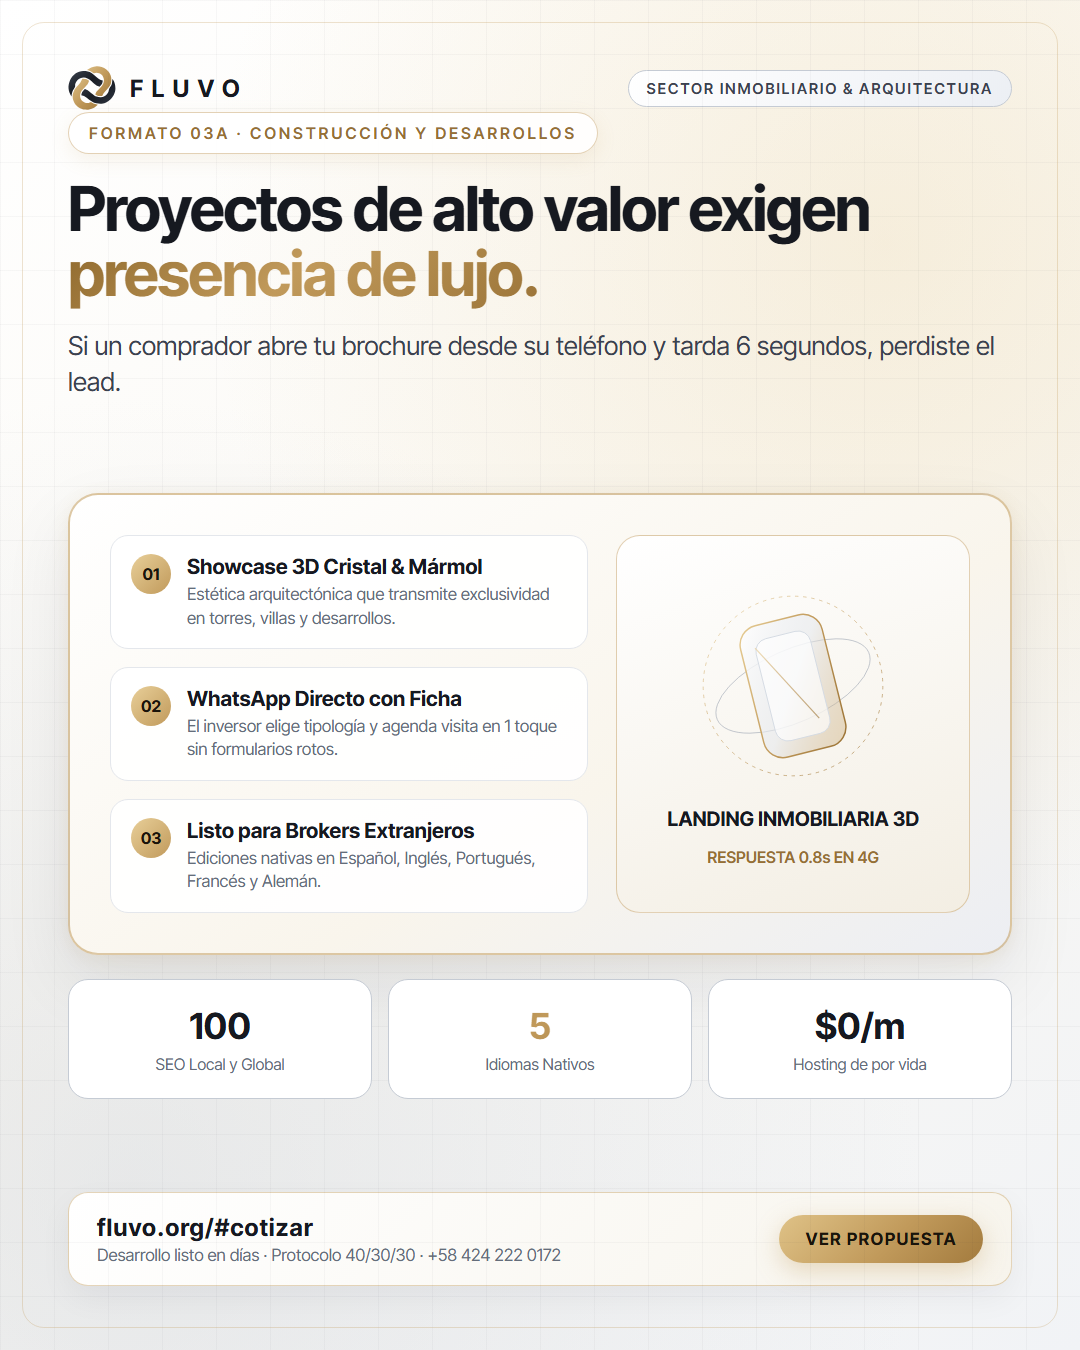 FLUVO
SECTOR INMOBILIARIO & ARQUITECTURA
FORMATO 03A · CONSTRUCCIÓN Y DESARROLLOS
Proyectos de alto valor exigen
presencia de lujo.
Si un comprador abre tu brochure desde su teléfono y tarda 6 segundos, perdiste el
lead.
01
Showcase 3D Cristal & Mármol
Estética arquitectónica que transmite exclusividad
en torres, villas y desarrollos.
02
WhatsApp Directo con Ficha
El inversor elige tipología y agenda visita en 1 toque
sin formularios rotos.
03
Listo para Brokers Extranjeros
Ediciones nativas en Español, Inglés, Portugués,
Francés y Alemán.
LANDING INMOBILIARIA 3D
RESPUESTA 0.8s EN 4G
100
SEO Local y Global
5
Idiomas Nativos
$0/m
Hosting de por vida
fluvo.org/#cotizar
Desarrollo listo en días · Protocolo 40/30/30 · +58 424 222 0172
VER PROPUESTA